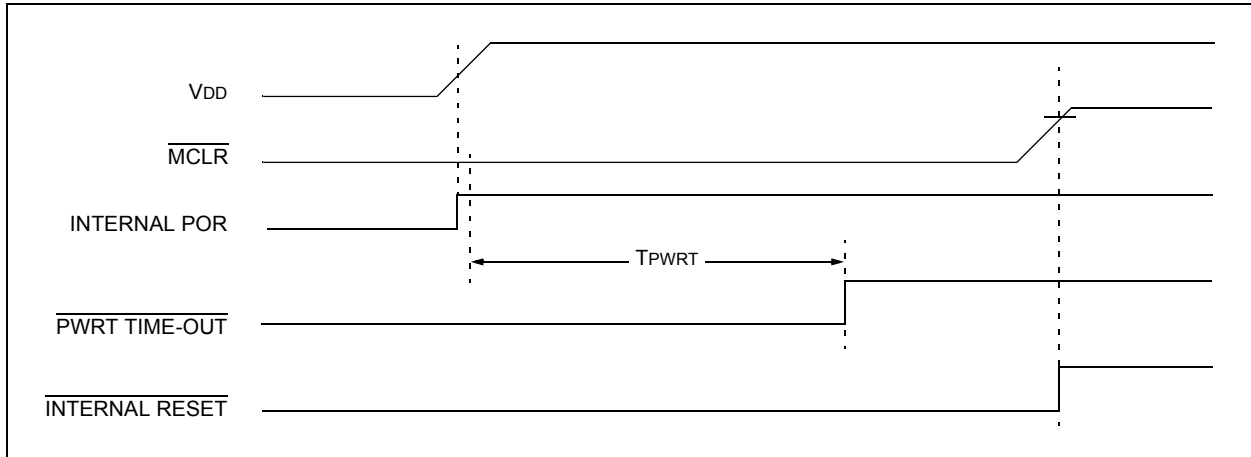 VDD
MCLR
INTERNAL POR
TPWRT
PWRT TIME-OUT
INTERNAL RESET